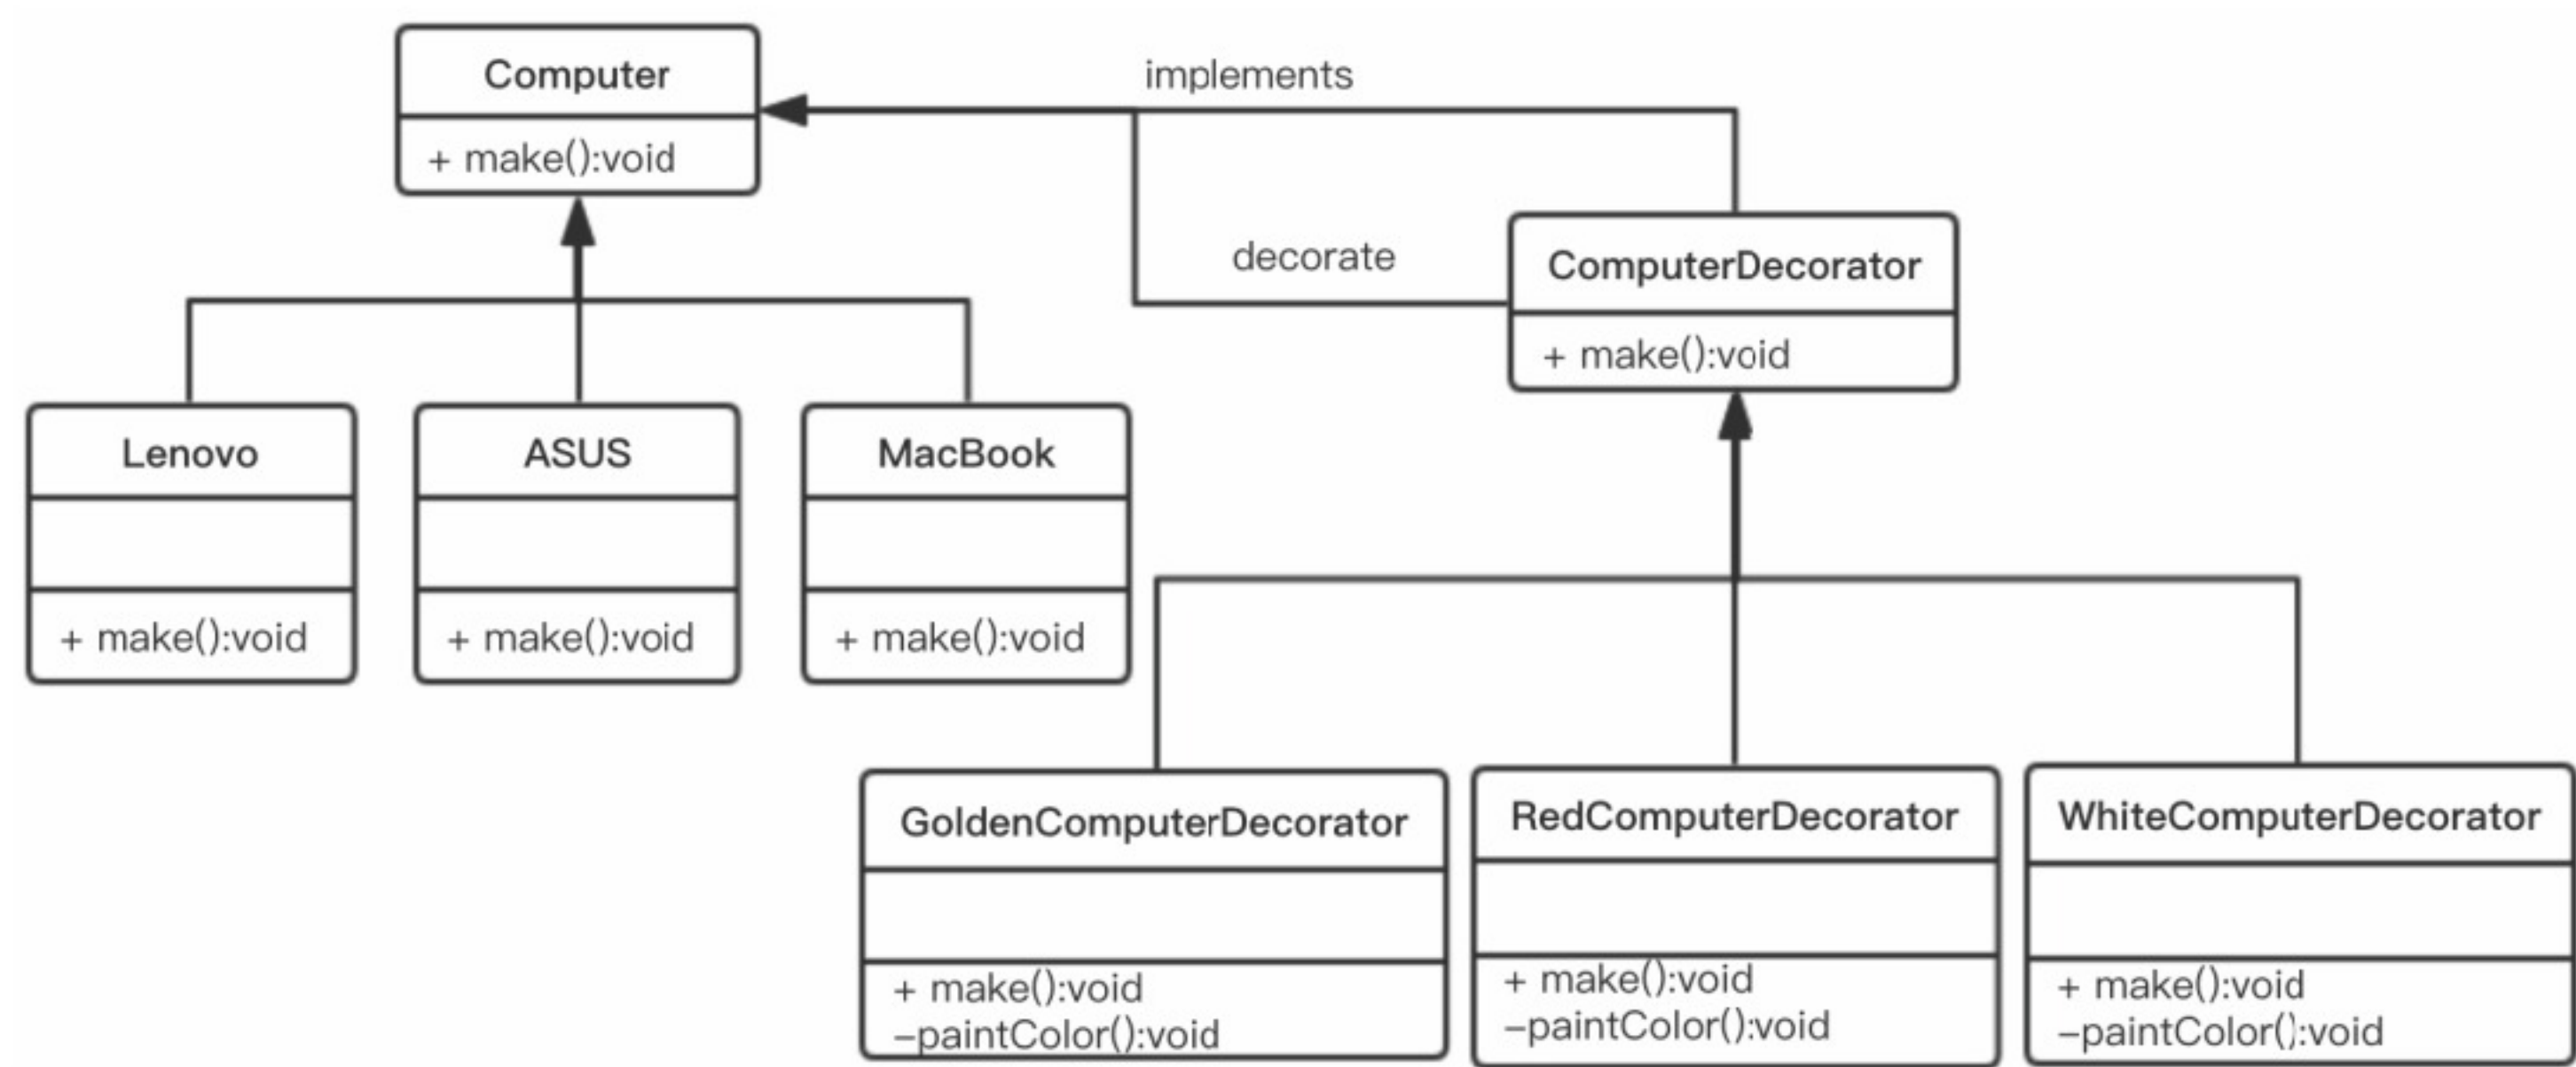 Computer
+ make():void
implements
decorate
ComputerDecorator
+ make():void
Lenovo
+ make():void
ASUS
+ make():void
MacBook
+ make():void
GoldenComputerDecorator
+ make():void
–paintColor():void
RedComputerDecorator
+ make():void
–paintColor():void
WhiteComputerDecorator
+ make():void
–paintColor():void